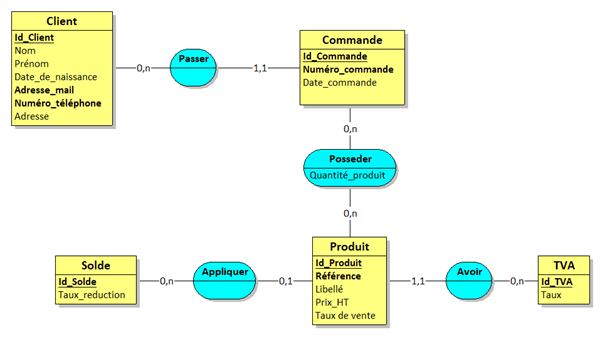 Client
Id_Client
Nom
Prénom
Date_de_naissance
Adresse_mail
Numéro_téléphone
Adresse
0,n
Passer
1,1
Commande
Id_Commande
Numéro_commande
Date_commande
0,n
Posseder
Quantité_produit
0,n
Solde
Id_Solde
Taux_reduction
0,n
Appliquer
0,1
Produit
Id_Produit
Référence
Libellé
Prix_HT
Taux de vente
1,1
Avoir
0,n
TVA
Id_TVA
Taux